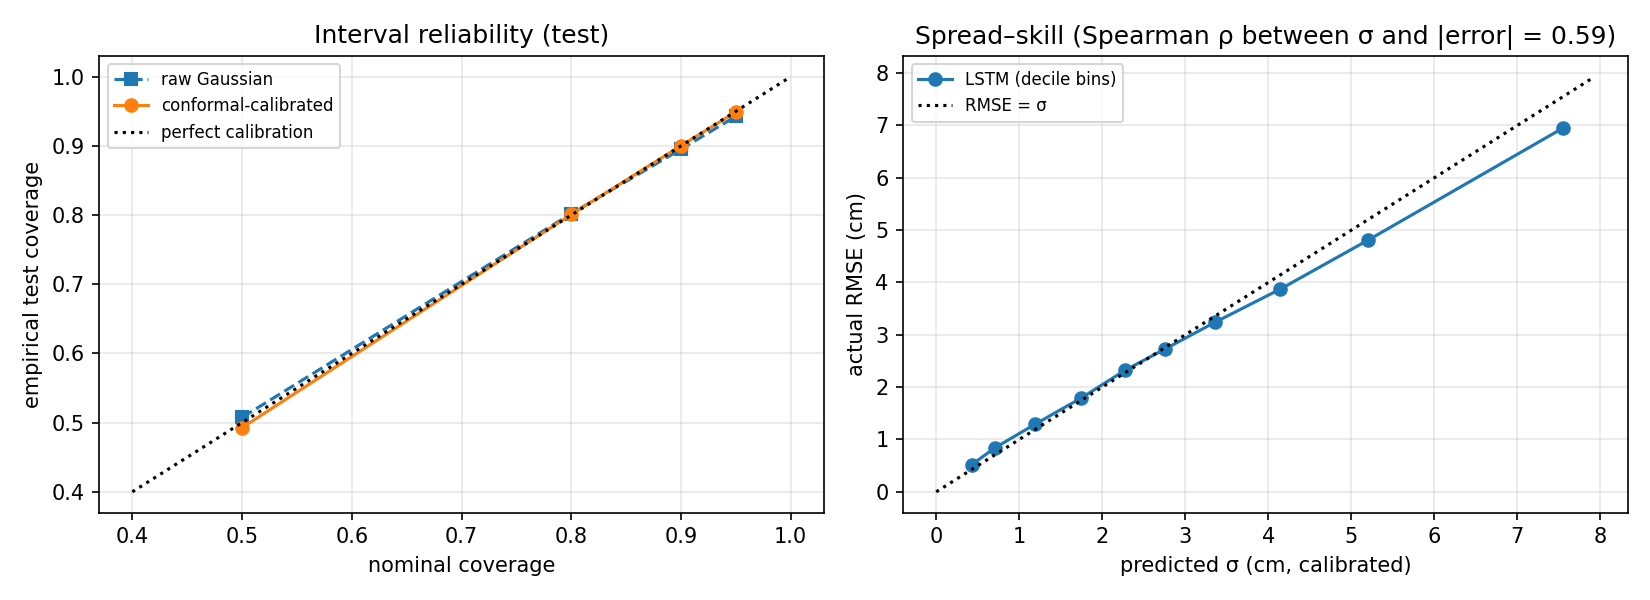 Interval reliability (test)
raw Gaussian
conformal-calibrated
perfect calibration
empirical test coverage
1.0
0.9
0.8
0.7
0.6
0.5
0.4
0.4 0.5 0.6 0.7 0.8 0.9 1.0
nominal coverage
Spread–skill (Spearman ρ between σ and |error| = 0.59)
LSTM (decile bins)
RMSE = σ
actual RMSE (cm)
8
7
6
5
4
3
2
1
0
0 1 2 3 4 5 6 7 8
predicted σ (cm, calibrated)